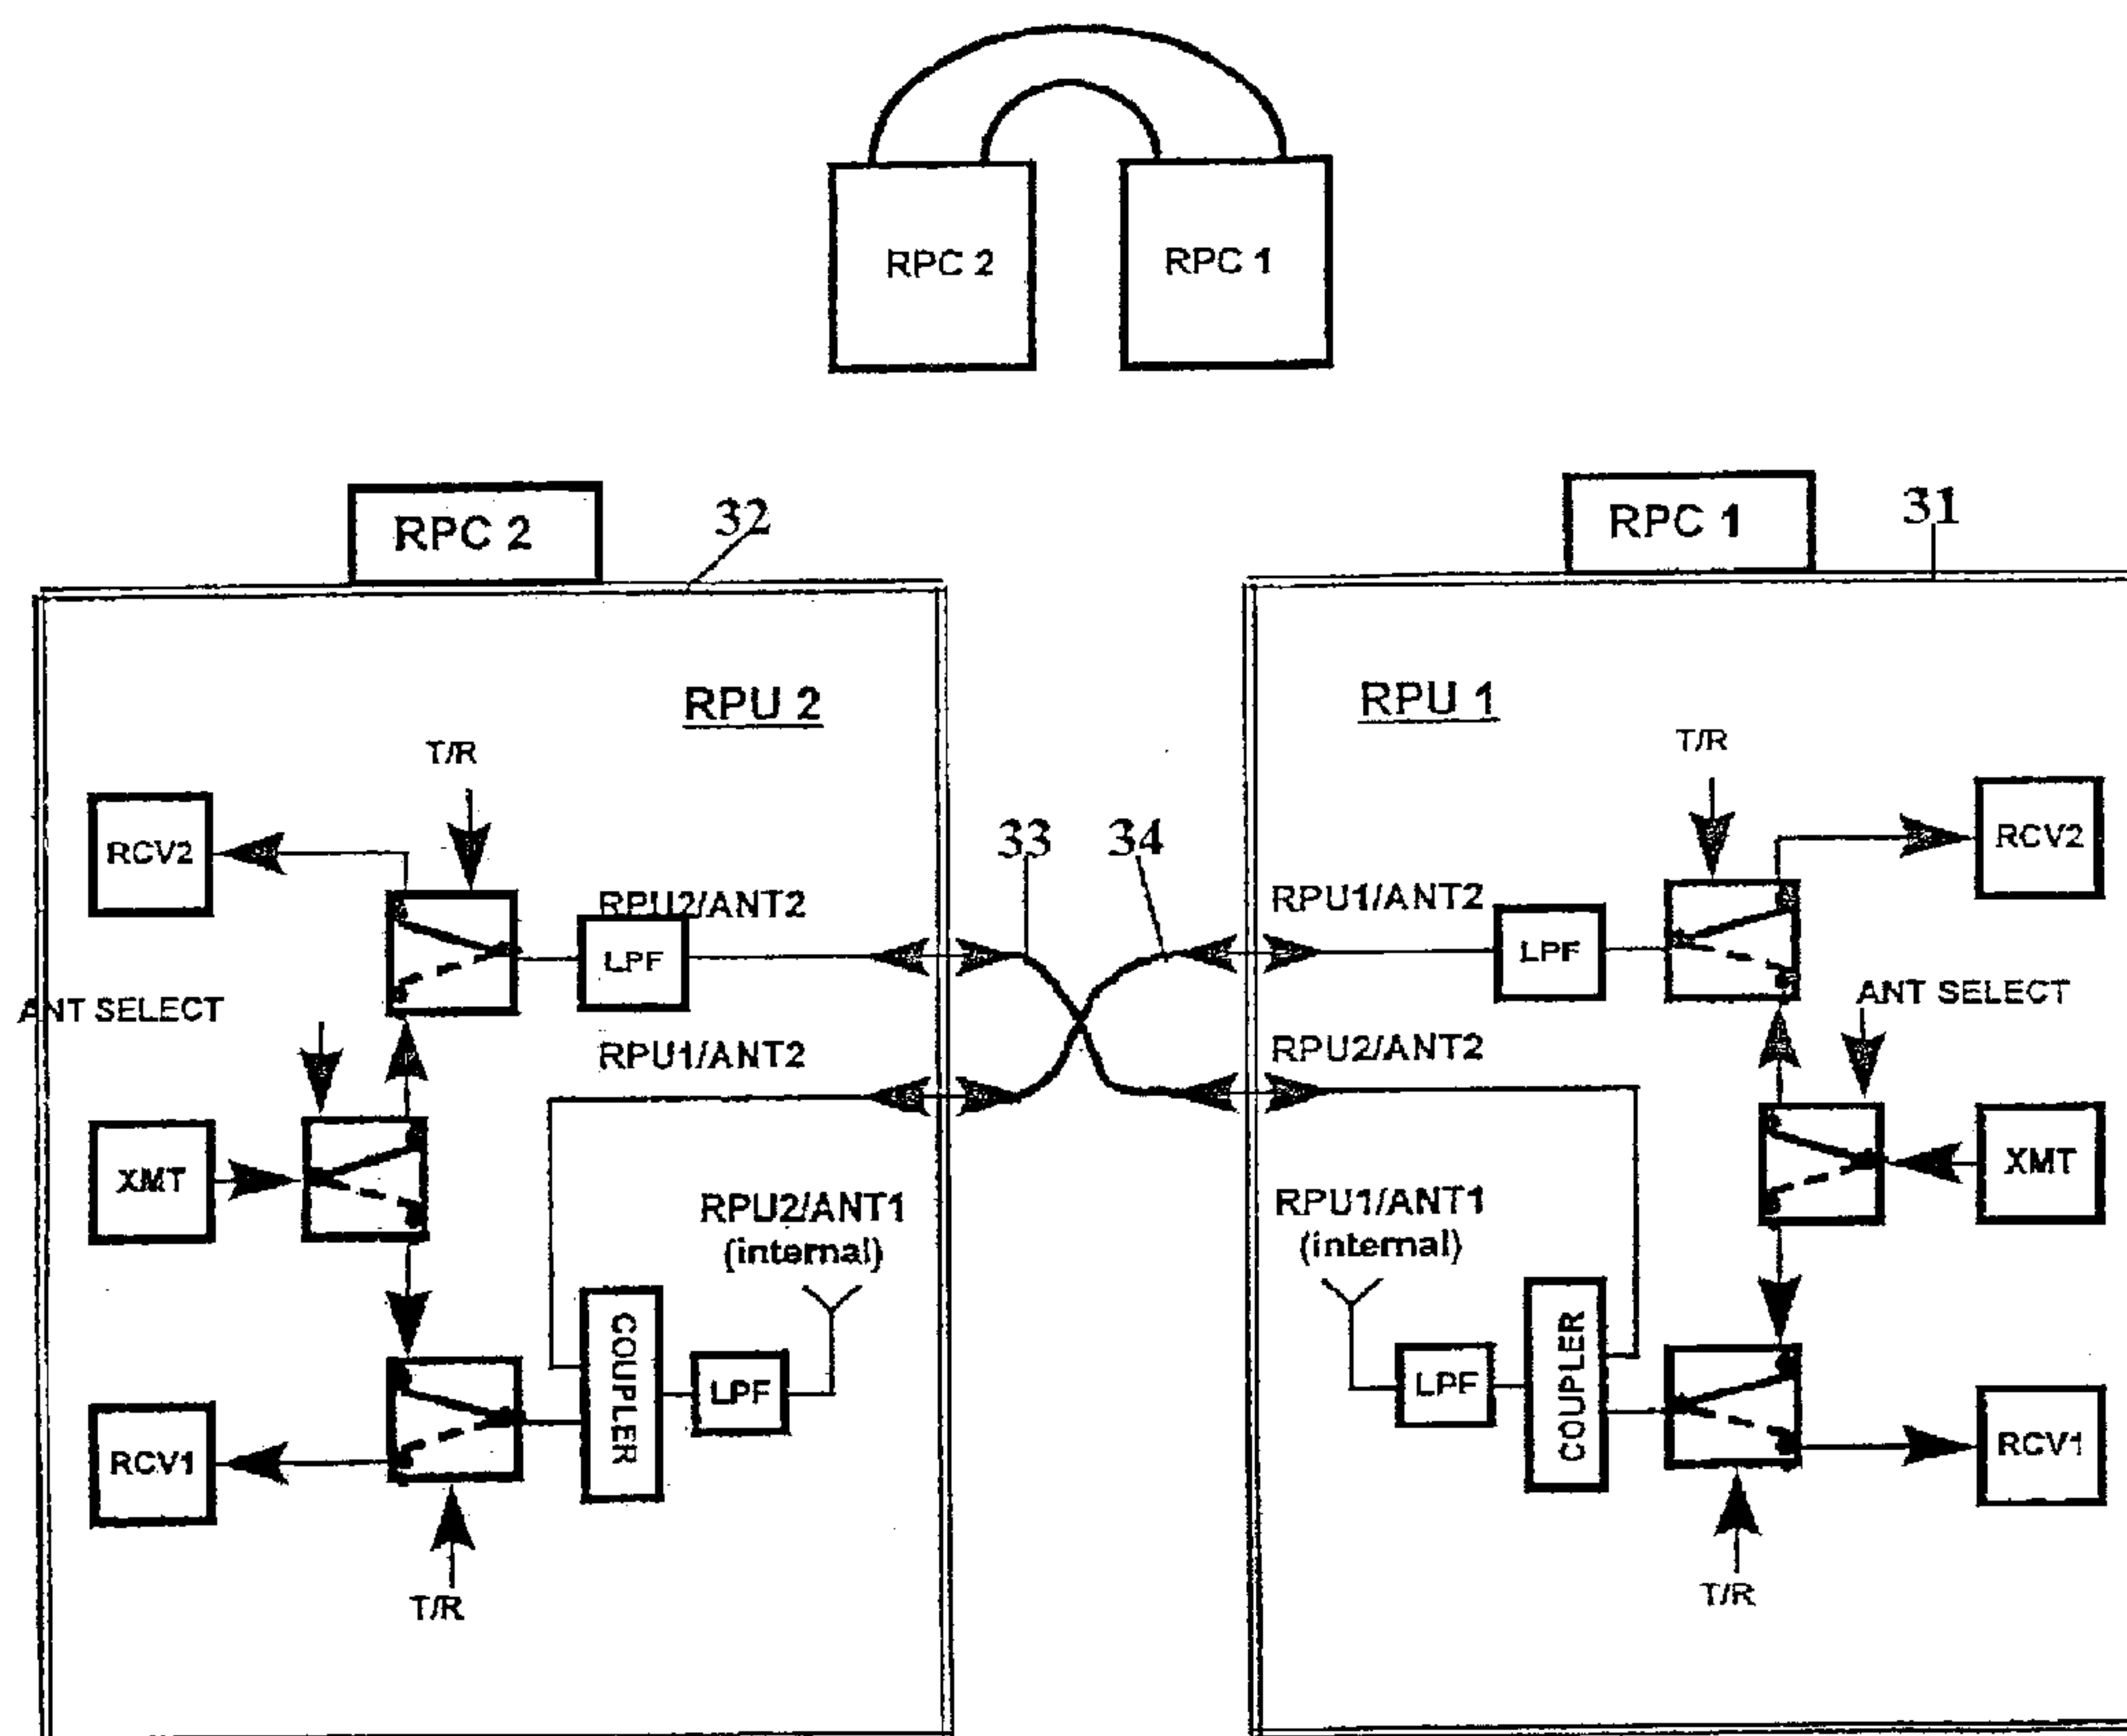 RPC 2
RPC 1
RPC 2
32
RPC 1
31
RPU 2
RPU 1
T/R
T/R
RCV2
33
34
RCV2
RPU2/ANT2
RPU1/ANT2
LPF
LPF
ANT SELECT
ANT SELECT
RPU1/ANT2
RPU2/ANT2
XMT
XMT
RPU2/ANT1
(internal)
RPU1/ANT1
(internal)
COUPLER
LPF
LPF
COUPLER
RCV1
RCV1
T/R
T/R